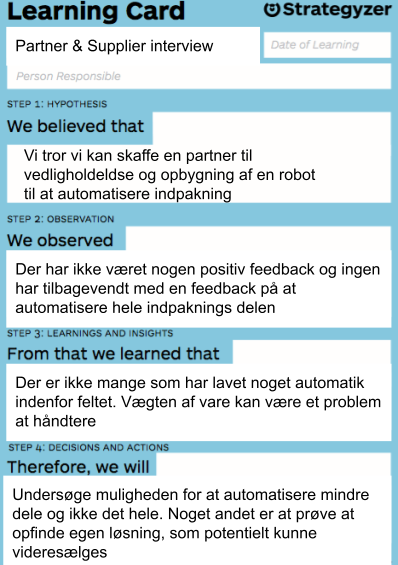 Learning Card
Strategyzer
Partner & Supplier interview
Date of Learning
Person Responsible
STEP 1: HYPOTHESIS
We believed that
Vi tror vi kan skaffe en partner til
vedligholdeldse og opbygning af en robot
til at automatisere indpakning
STEP 2: OBSERVATION
We observed
Der har ikke været nogen positiv feedback og ingen
har tilbagevendt med en feedback på at
automatisere hele indpaknings delen
STEP 3: LEARNINGS AND INSIGHTS
From that we learned that
Der er ikke mange som har lavet noget automatik
indenfor feltet. Vægten af vare kan være et problem
at håndtere
STEP 4: DECISIONS AND ACTIONS
Therefore, we will
Undersøge muligheden for at automatisere mindre
dele og ikke det hele. Noget andet er at prøve at
opfinde egen løsning, som potentielt kunne
videresælges